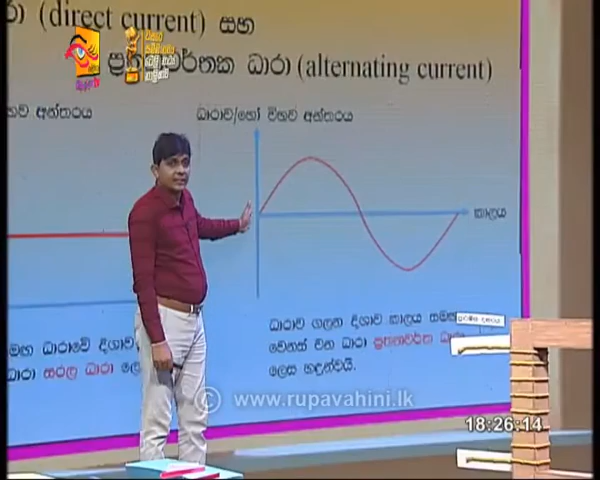 රා (direct current) සහ
ප්‍රත්‍යාවර්තක ධාරා (alternating current)
භව අන්තරය
ධාරාව/හෝ විභව අන්තරය
කාලය
ධාරාව ගලන දිශාව කාලය සමඟ
වෙනස් වන ධාරා ප්‍රත්‍යාවර්ත ධාරා
ලෙස හඳුන්වයි.
මඟ ධාරාවේ දිශාව
ධාරා සරල ධාරා ලෙ
© www.rupavahini.lk
18:26:14